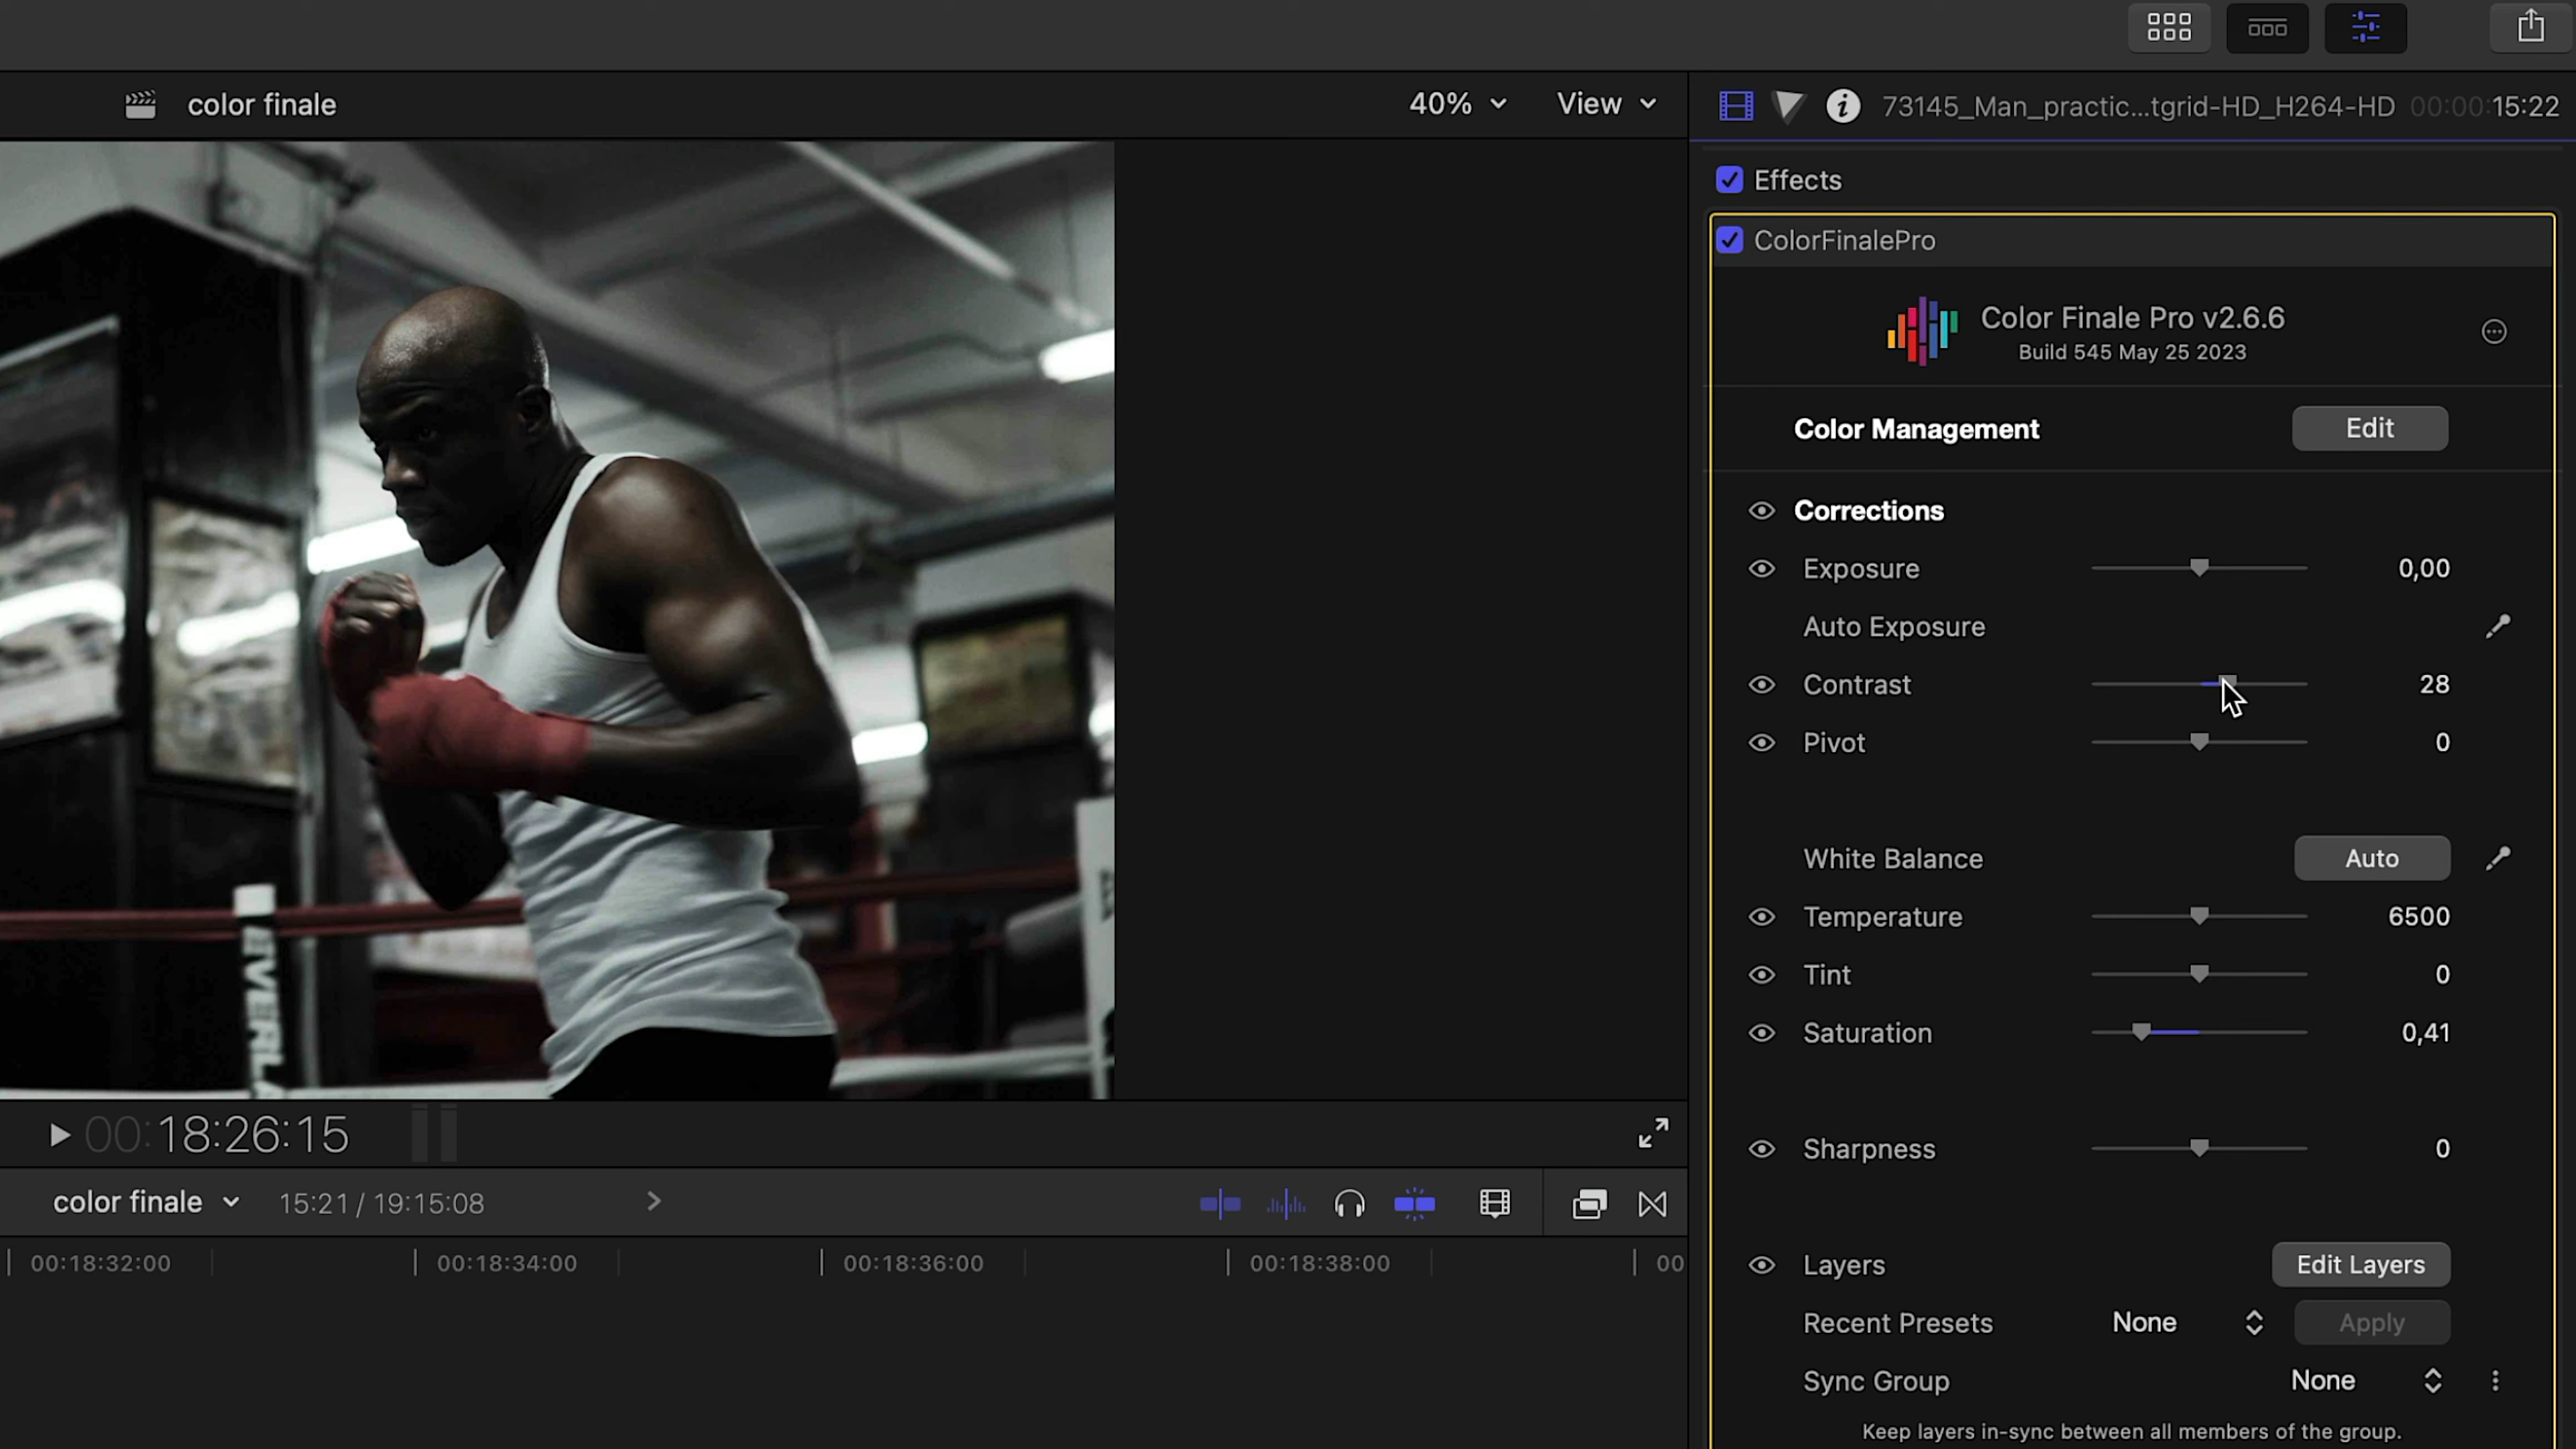 color finale
40%
View
73145_Man_practic...tgrid-HD_H264-HD 00:00:15:22
Effects
ColorFinalePro
Color Finale Pro v2.6.6
Build 545 May 25 2023
Color Management
Edit
Corrections
Exposure 0,00
Auto Exposure
Contrast 28
Pivot 0
White Balance Auto
Temperature 6500
Tint 0
Saturation 0,41
Sharpness 0
Layers Edit Layers
Recent Presets None Apply
Sync Group None
Keep layers in-sync between all members of the group.
00:18:26:15
color finale 15:21 / 19:15:08
00:18:32:00 00:18:34:00 00:18:36:00 00:18:38:00 00